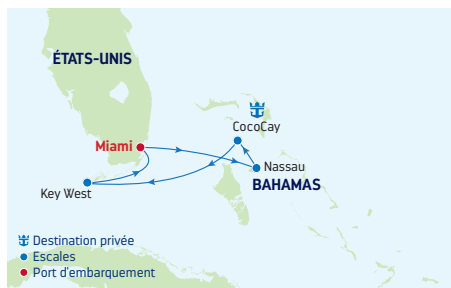 ÉTATS-UNIS
CocoCay
Miami
Nassau
BAHAMAS
Key West
Destination privée
Escales
Port d'embarquement